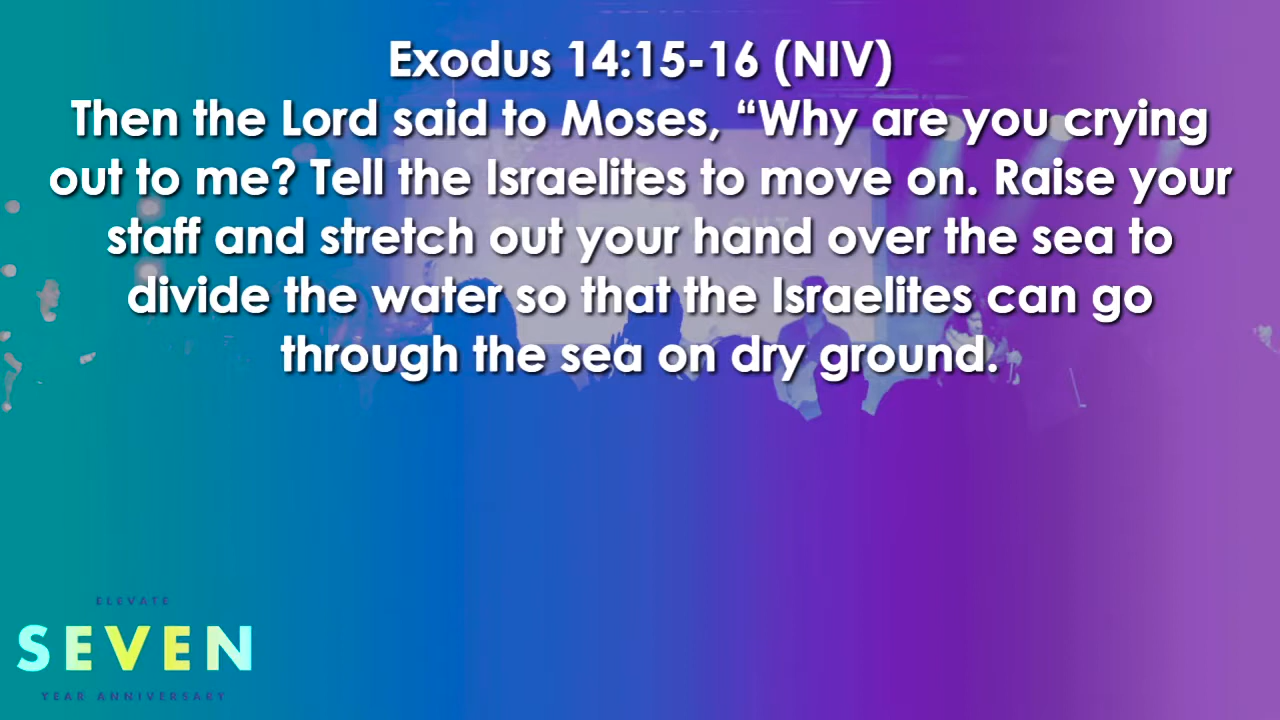 Exodus 14:15-16 (NIV)
Then the Lord said to Moses, “Why are you crying
out to me? Tell the Israelites to move on. Raise your
staff and stretch out your hand over the sea to
divide the water so that the Israelites can go
through the sea on dry ground.
ELEVATE
SEVEN
YEAR ANNIVERSARY